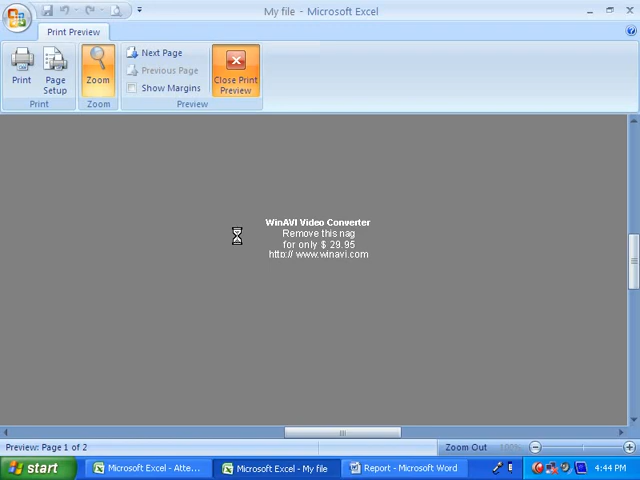 My file - Microsoft Excel
Print Preview
Print
Page Setup
Zoom
Next Page
Previous Page
Show Margins
Close Print Preview
Print
Zoom
Preview
WinAVI Video Converter
Remove this nag
for only $ 29.95
http:// www.winavi.com
Preview: Page 1 of 2
Zoom Out
100%
start
Microsoft Excel - Atte...
Microsoft Excel - My file
Report - Microsoft Word
4:44 PM